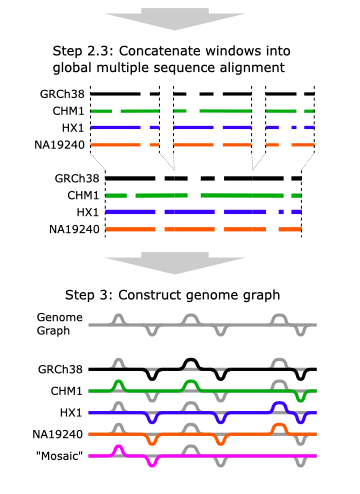 Step 2.3: Concatenate windows into
global multiple sequence alignment
GRCh38
CHM1
HX1
NA19240
GRCh38
CHM1
HX1
NA19240
Step 3: Construct genome graph
Genome
Graph
GRCh38
CHM1
HX1
NA19240
"Mosaic"